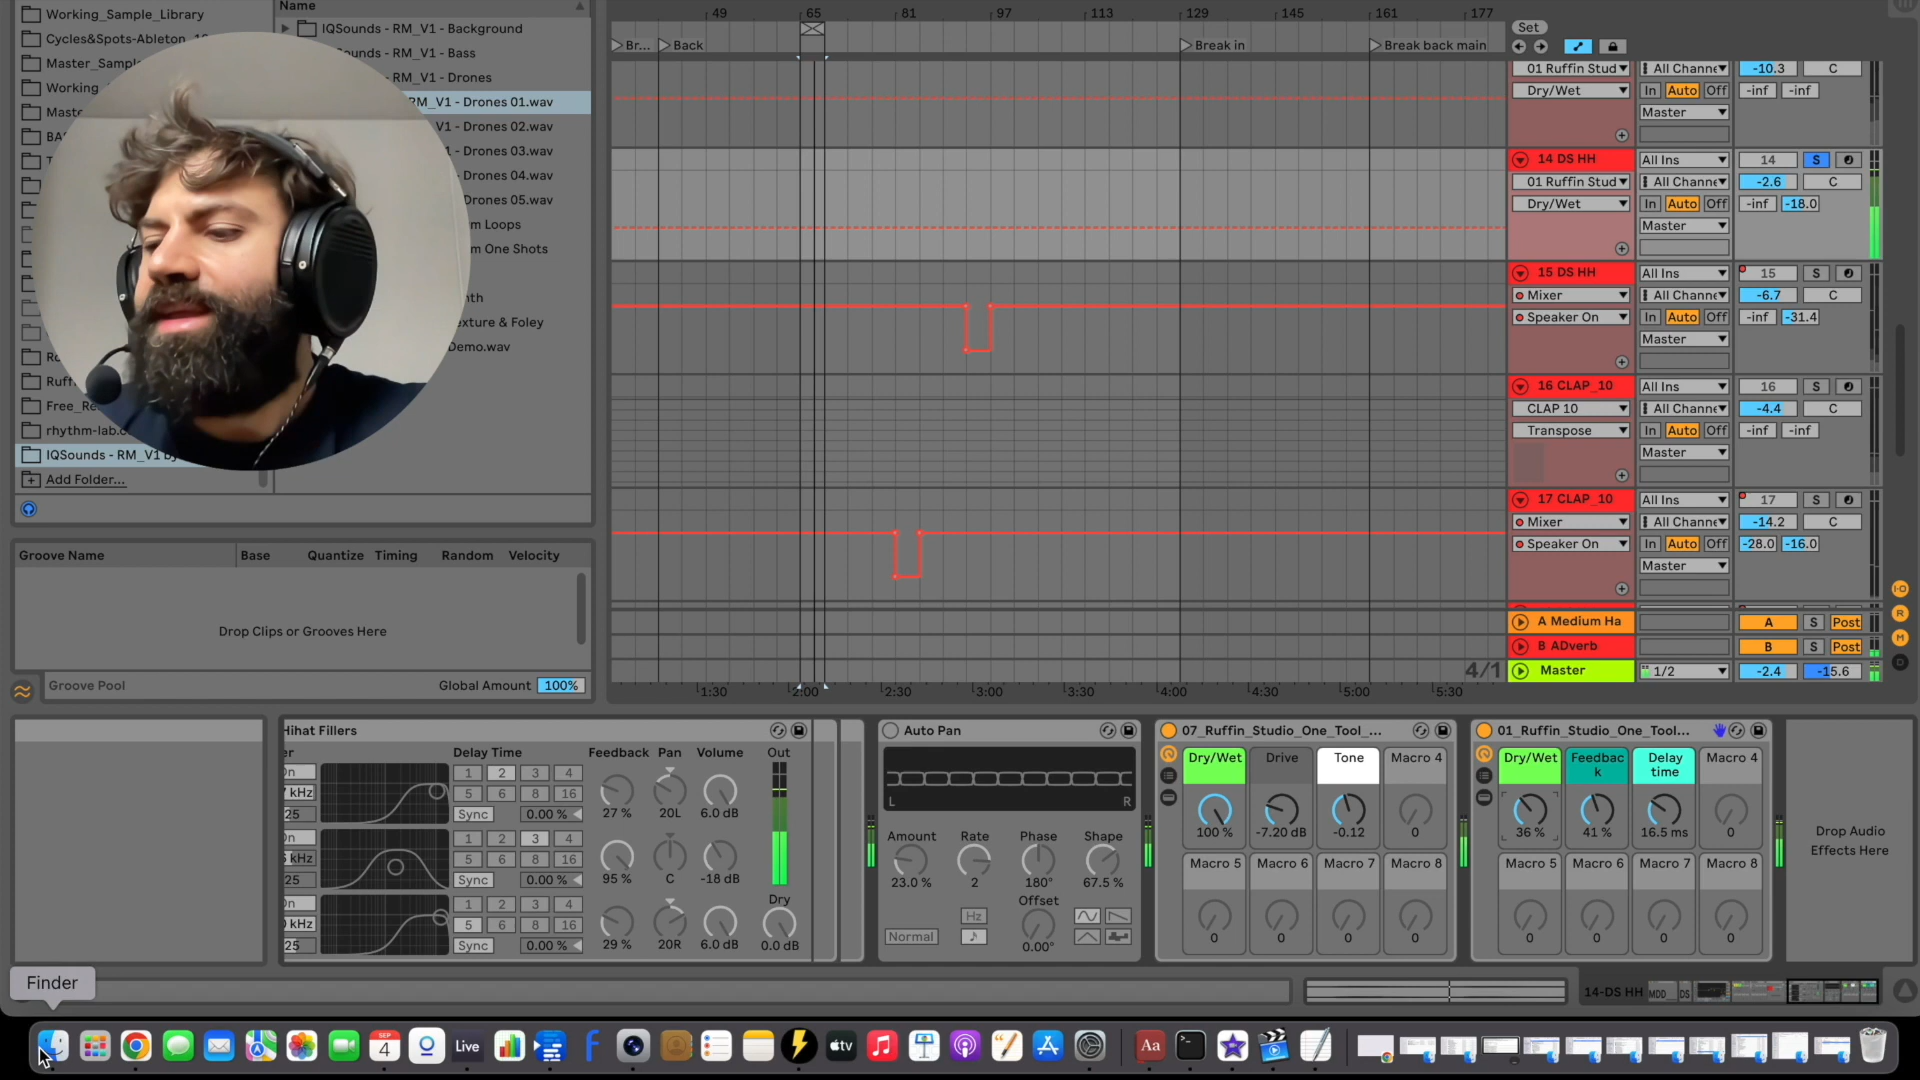 Working_Sample_Library
Cycles&Spots-Ableton_
Master_Sampl
Working_
Maste
BA
Ro
Ruff
Free_Re
rhythm-lab.c
IQSounds - RM_V1 by
Add Folder...
Name
IQSounds - RM_V1 - Background
ounds - RM_V1 - Bass
- RM_V1 - Drones
RM_V1 - Drones 01.wav
V1 - Drones 02.wav
1 - Drones 03.wav
- Drones 04.wav
- Drones 05.wav
m Loops
m One Shots
nth
exture & Foley
Demo.wav
49 65 81 97 113 129 145 161 177
Br... Back Break in Break back main
Set
01 Ruffin Stud All Channe -10.3 C
Dry/Wet In Auto Off -inf -inf
Master
14 DS HH All Ins 14 S
01 Ruffin Stud All Channe -2.6 C
Dry/Wet In Auto Off -inf -18.0
Master
15 DS HH All Ins 15 S
Mixer All Channe -6.7 C
Speaker On In Auto Off -inf -31.4
Master
16 CLAP_10 All Ins 16 S
CLAP 10 All Channe -4.4 C
Transpose In Auto Off -inf -inf
Master
17 CLAP_10 All Ins 17 S
Mixer All Channe -14.2 C
Speaker On In Auto Off -28.0 -16.0
Master
A Medium Ha A S Post
B ADverb B S Post
4/1 Master 1/2 -2.4 -15.6
1:30 2:00 2:30 3:00 3:30 4:00 4:30 5:00 5:30
Groove Name Base Quantize Timing Random Velocity
Drop Clips or Grooves Here
Groove Pool Global Amount 100%
Hihat Fillers
Delay Time Feedback Pan Volume Out
1 2 3 4
5 6 8 16
Sync 0.00 % 27 % 20L 6.0 dB
1 2 3 4
5 6 8 16
Sync 0.00 % 95 % C -18 dB
1 2 3 4
5 6 8 16
Sync 0.00 % 29 % 20R 6.0 dB
Dry
0.0 dB
Auto Pan
L R
Amount Rate Phase Shape
23.0 % 2 180° 67.5 %
Offset
Hz
Normal 0.00°
07_Ruffin_Studio_One_Tool_...
Dry/Wet Drive Tone Macro 4
100 % -7.20 dB -0.12 0
Macro 5 Macro 6 Macro 7 Macro 8
0 0 0 0
01_Ruffin_Studio_One_Tool...
Dry/Wet Feedbac
k Delay
time Macro 4
36 % 41 % 16.5 ms 0
Macro 5 Macro 6 Macro 7 Macro 8
0 0 0 0
Drop Audio
Effects Here
Finder
14-DS HH
SEP
4
Live
tv
Aa